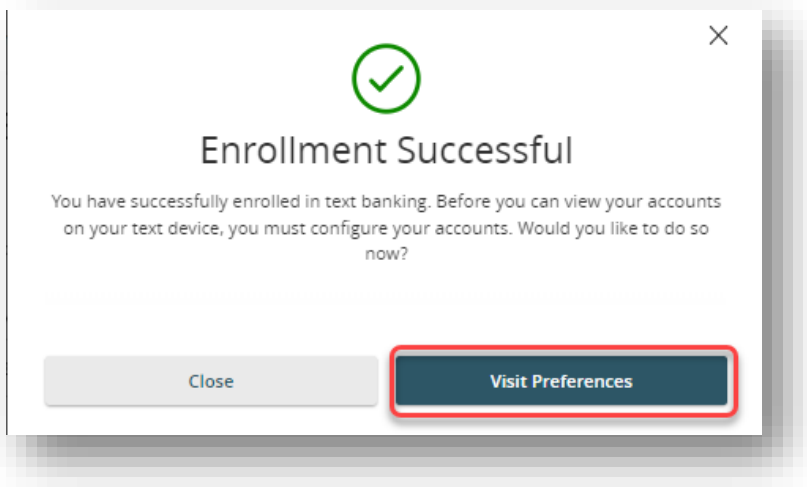 Enrollment Successful
You have successfully enrolled in text banking. Before you can view your accounts
on your text device, you must configure your accounts. Would you like to do so
now?
Close
Visit Preferences